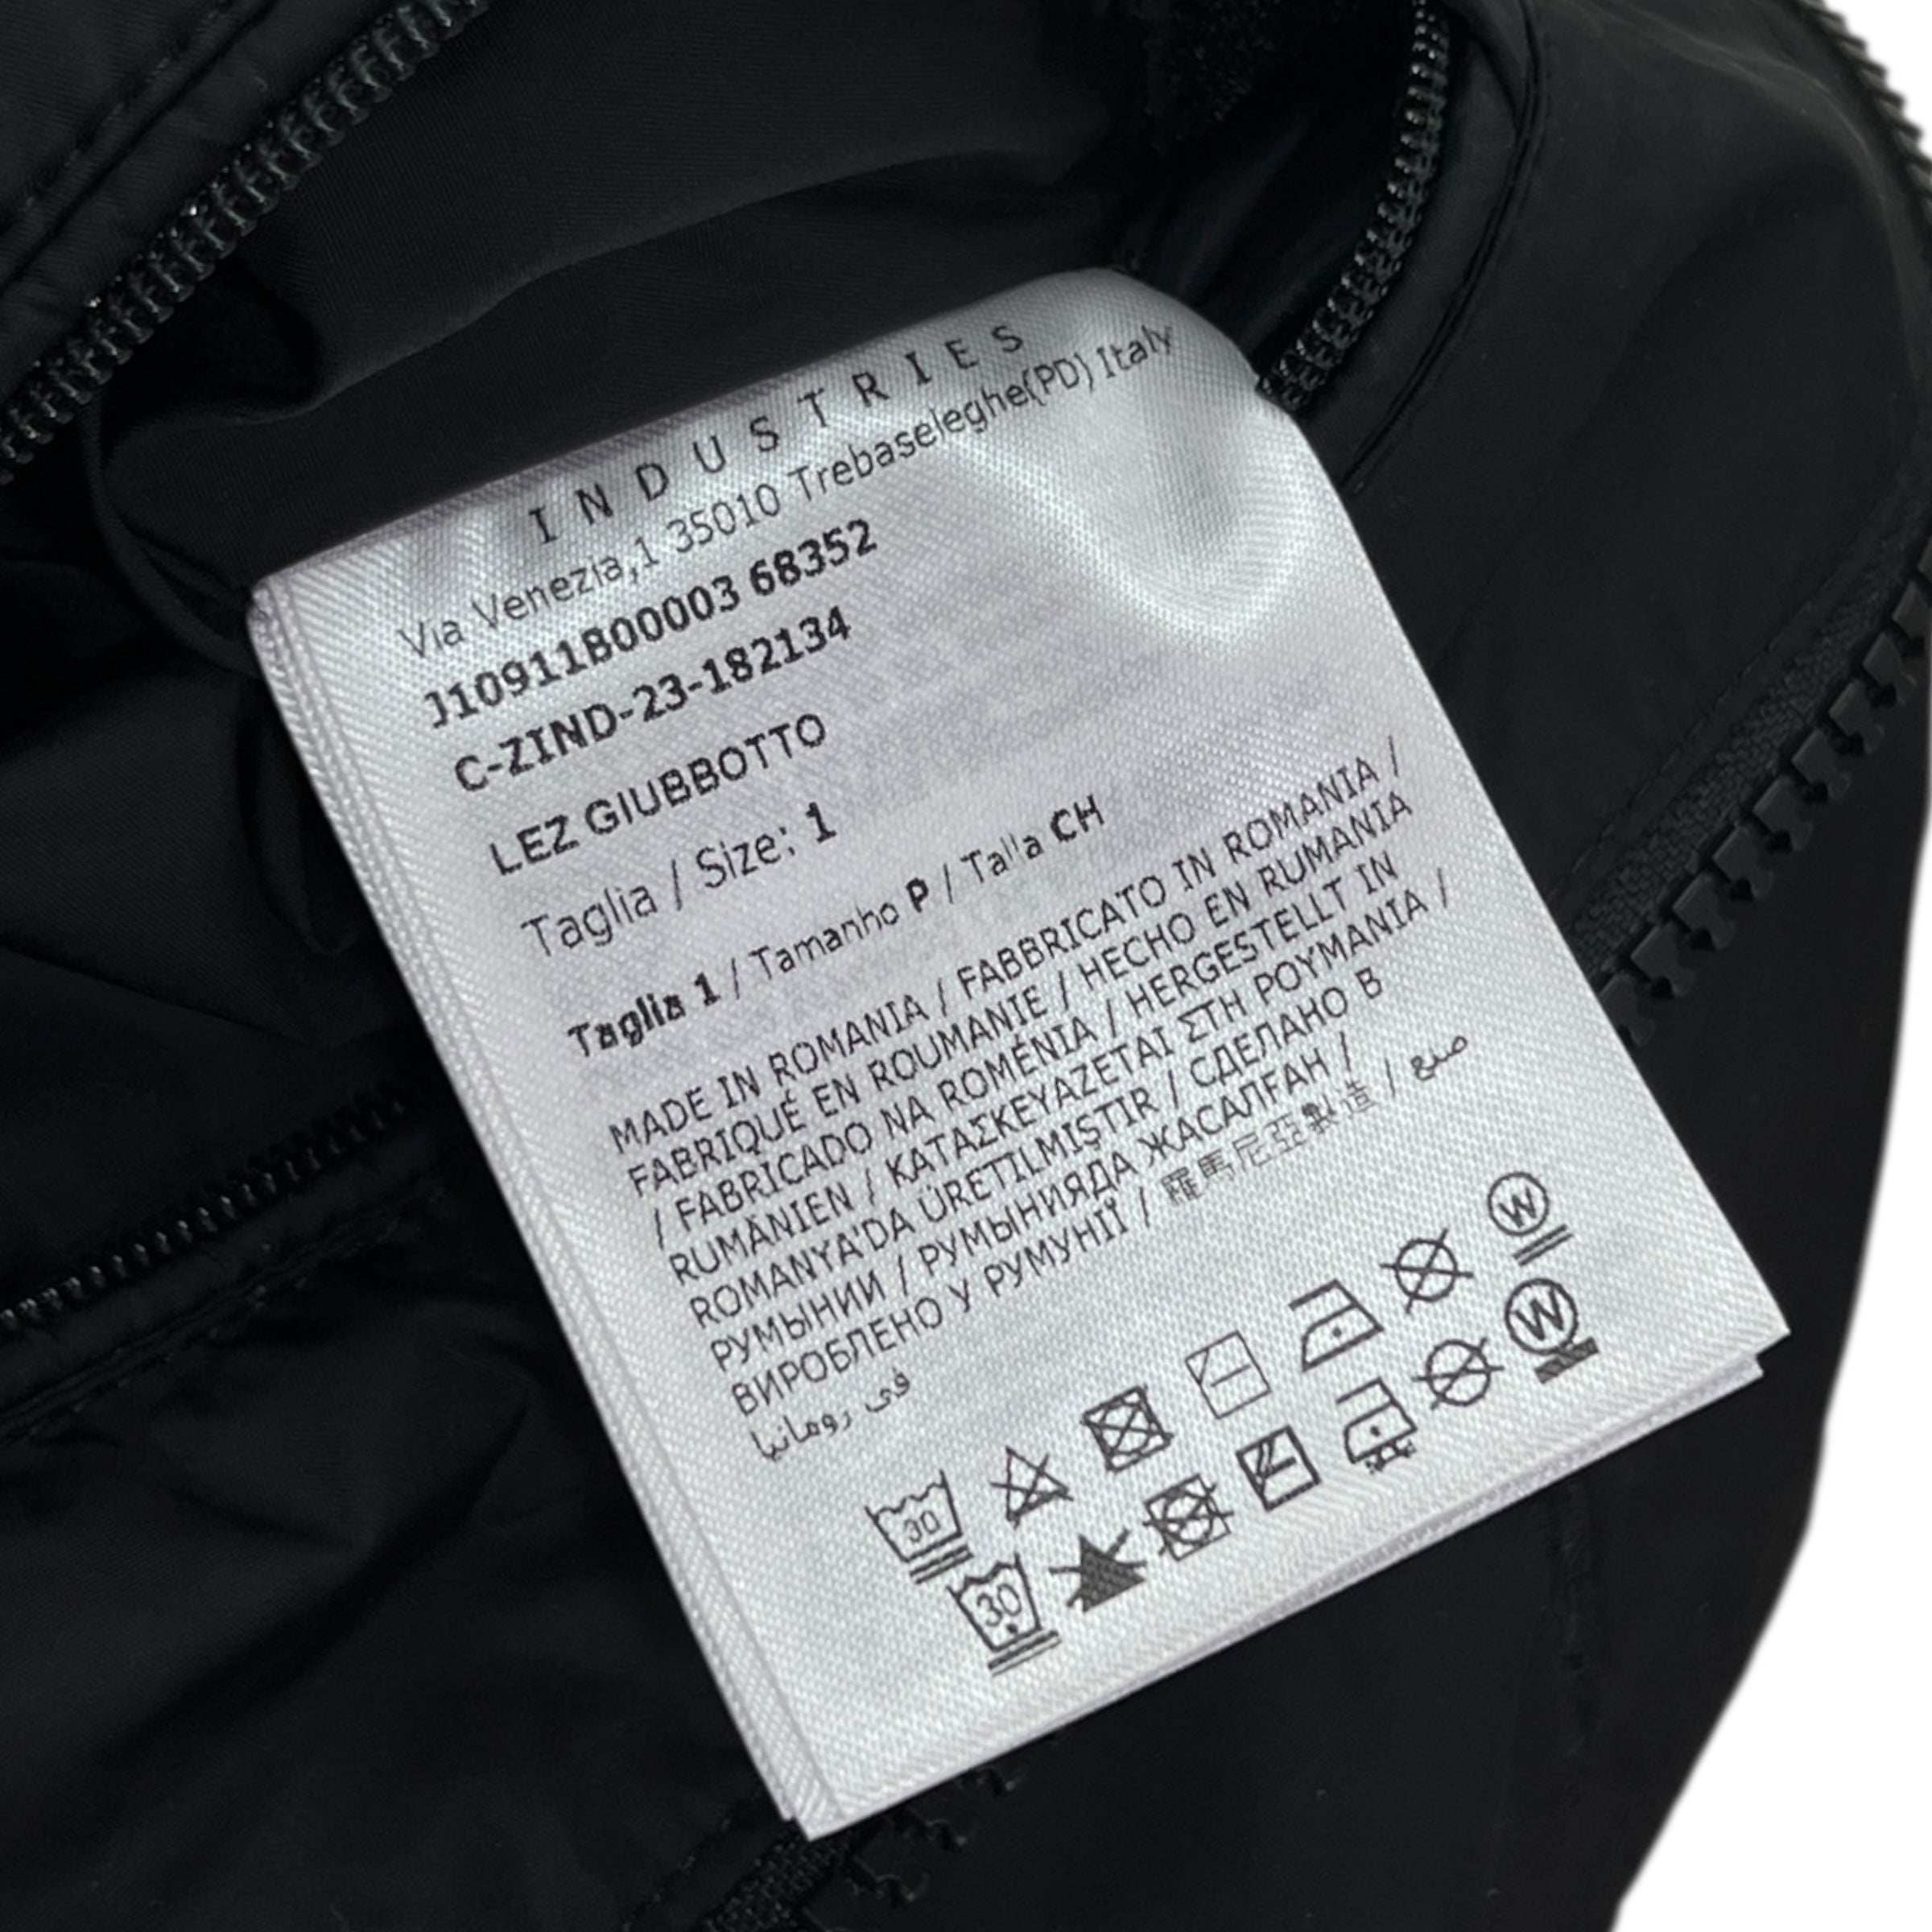 INDUSTRIES
Via Venezia,1 35010 Trebaseleghe(PD) Italy
J10911B00003 68352
C-ZIND-23-182134
LEZ GIUBBOTTO
Taglia / Size: 1
Taglia 1 / Tamanho P / Talla CH
MADE IN ROMANIA / FABBRICATO IN ROMANIA /
FABRIQUÉ EN ROUMANIE / HECHO EN RUMANIA
/ FABRICADO NA ROMÉNIA / HERGESTELLT IN
RUMÄNIEN / ΚΑΤΑΣΚΕΥΑΖΕΤΑΙ ΣΤΗ ΡΟΥΜΑΝΙΑ /
ROMANYA'DA ÜRETILMIŞTIR / СДЕЛАНО В
РУМЫНИИ / РУМЫНИЯДА ЖАСАЛҒАН /
ВИРОБЛЕНО У РУМУНІЇ / 羅馬尼亞製造 / صنع
في رومانيا
30 W
30 W